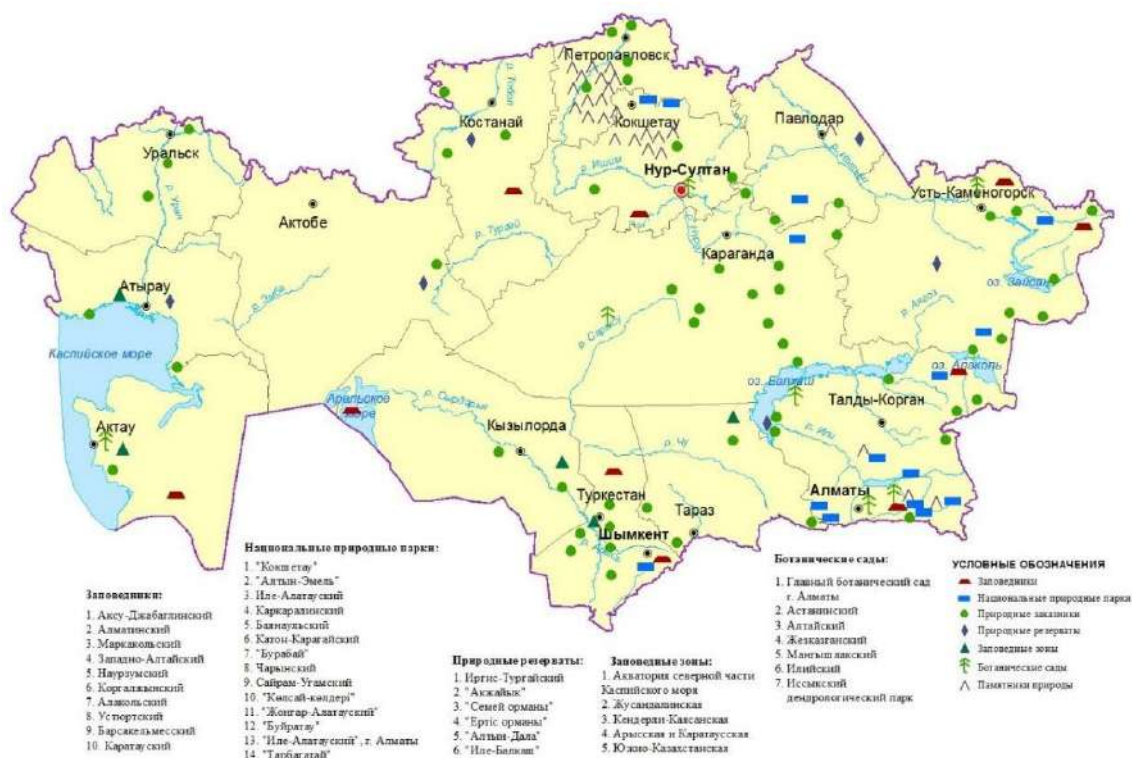 Петропавловск
р. Тобол
Костанай
Кокшетау
Павлодар
Уральск
р. Ишим
Нур-Султан
Усть-Каменогорск
р. Урал
Актобе
р. Тургай
р. Нура
Караганда
оз. Зайсан
Атырау
р. Эмба
р. Сарысу
р. Аягоз
Каспийское море
оз. Балхаш
оз. Алаколь
Аральское
море
р. Сырдарья
Талды-Корган
Актау
Кызылорда
р. Чу
р. Или
Туркестан
Алматы
Тараз
Шымкент
Заповедники:
1. Аксу-Джабаглинский
2. Алматинский
3. Маркакольский
4. Западно-Алтайский
5. Наурзумский
6. Коргалжынский
7. Алакольский
8. Устюртский
9. Барсакельмесский
10. Каратауский
Национальные природные парки:
1. "Кокшетау"
2. "Алтын-Эмель"
3. Иле-Алатауский
4. Каркаралинский
5. Баянаульский
6. Катон-Карагайский
7. "Бурабай"
8. Чарынский
9. Сайрам-Угамский
10. "Көлсай-көлдері"
11. "Жонгар-Алатауский"
12. "Буйратау"
13. "Иле-Алатауский", г. Алматы
14. "Тарбагатай"
Природные резерваты:
1. Иргиз-Тургайский
2. "Акжайык"
3. "Семей орманы"
4. "Ертіс орманы"
5. "Алтын-Дала"
6. "Иле-Балкаш"
Заповедные зоны:
1. Акватория северной части
Каспийского моря
2. Жусандалинская
3. Кендерли-Каясанская
4. Арысская и Каратаусская
5. Южно-Казахстанская
Ботанические сады:
1. Главный ботанический сад
г. Алматы
2. Астанинский
3. Алтайский
4. Жезказганский
5. Мангышлакский
6. Илийский
7. Иссыкский
дендрологический парк
УСЛОВНЫЕ ОБОЗНАЧЕНИЯ
Заповедники
Национальные природные парки
Природные заказники
Природные резерваты
Заповедные зоны
Ботанические сады
Памятники природы